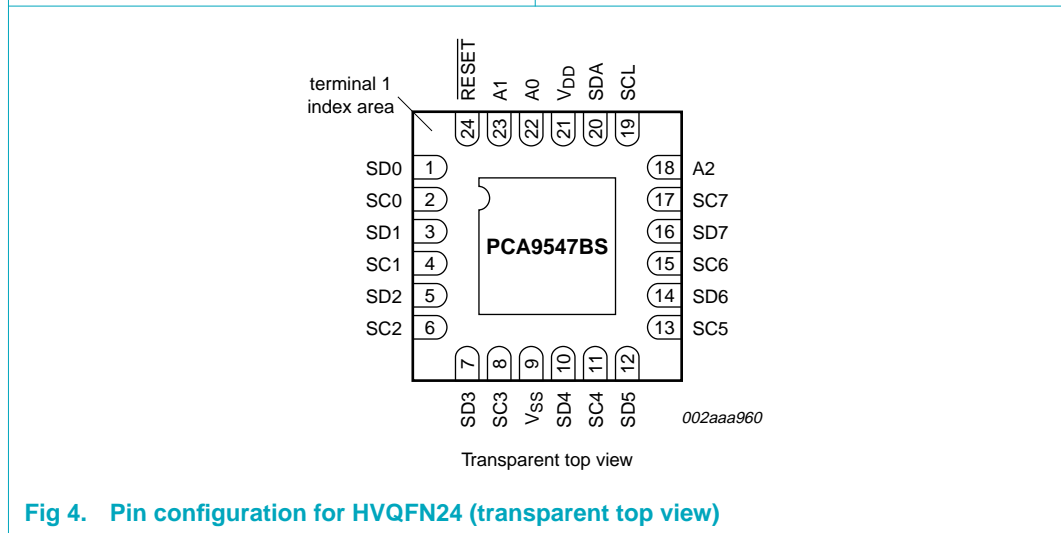 terminal 1
index area
RESET
A1
A0
VDD
SDA
SCL
24
23
22
21
20
19
SD0 1
SC0 2
SD1 3
SC1 4
SD2 5
SC2 6
18 A2
17 SC7
16 SD7
15 SC6
14 SD6
13 SC5
PCA9547BS
7
8
9
10
11
12
SD3
SC3
VSS
SD4
SC4
SD5
002aaa960
Transparent top view
Fig 4. Pin configuration for HVQFN24 (transparent top view)